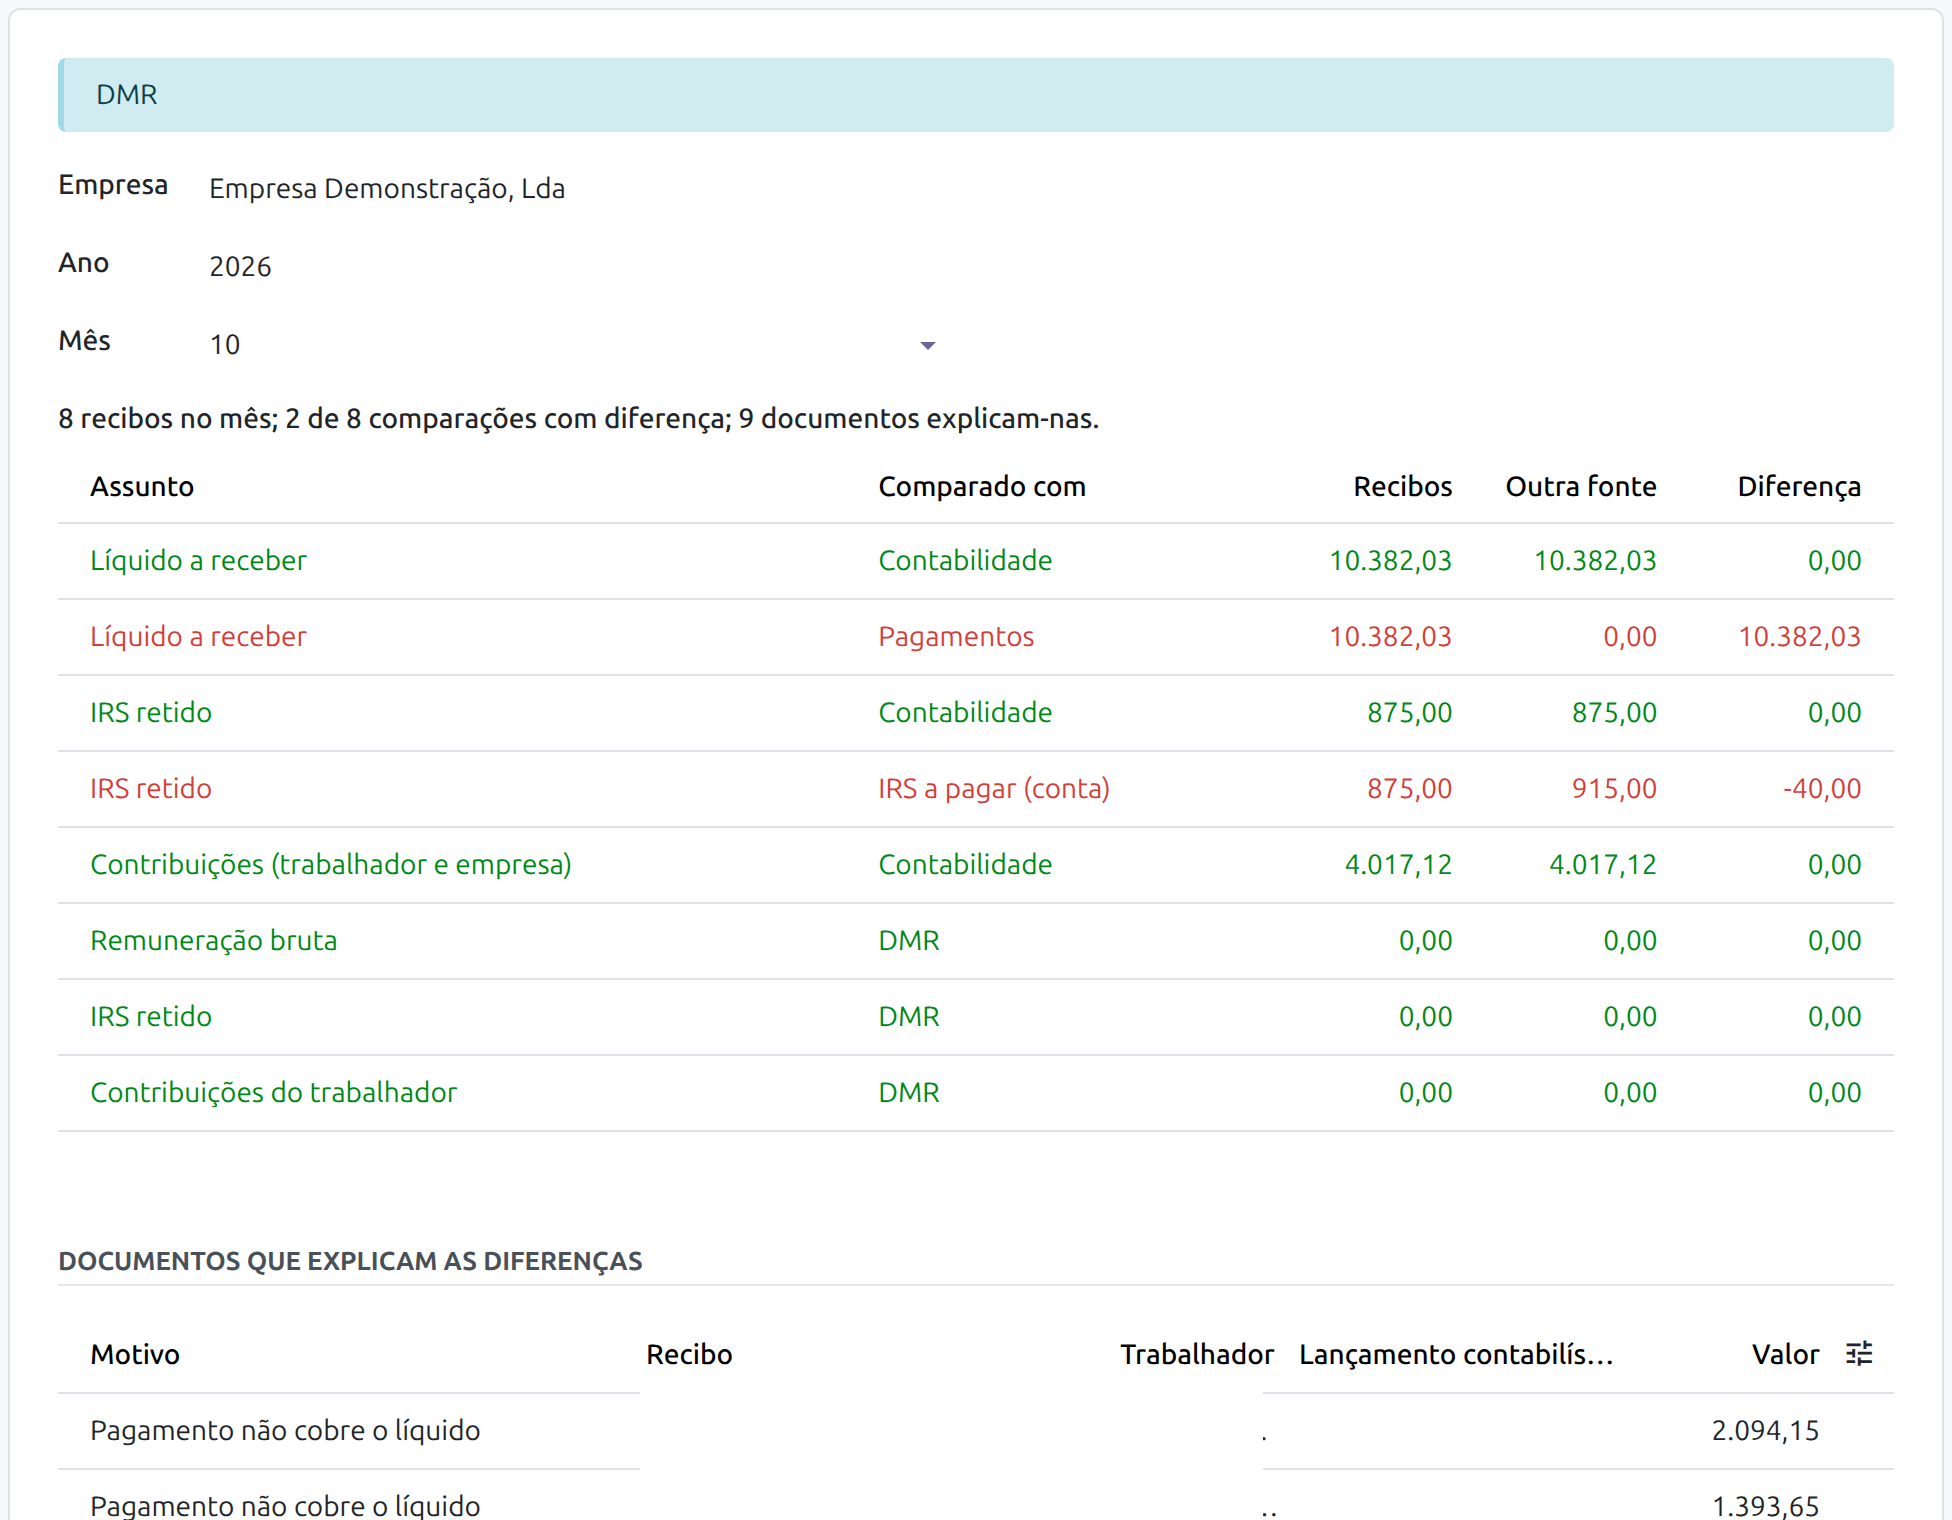 DMR
Empresa Empresa Demonstração, Lda
Ano 2026
Mês 10
8 recibos no mês; 2 de 8 comparações com diferença; 9 documentos explicam-nas.
Assunto Comparado com Recibos Outra fonte Diferença
Líquido a receber Contabilidade 10.382,03 10.382,03 0,00
Líquido a receber Pagamentos 10.382,03 0,00 10.382,03
IRS retido Contabilidade 875,00 875,00 0,00
IRS retido IRS a pagar (conta) 875,00 915,00 -40,00
Contribuições (trabalhador e empresa) Contabilidade 4.017,12 4.017,12 0,00
Remuneração bruta DMR 0,00 0,00 0,00
IRS retido DMR 0,00 0,00 0,00
Contribuições do trabalhador DMR 0,00 0,00 0,00
DOCUMENTOS QUE EXPLICAM AS DIFERENÇAS
Motivo Recibo Trabalhador Lançamento contabilís... Valor
Pagamento não cobre o líquido . 2.094,15
Pagamento não cobre o líquido .. 1.393,65